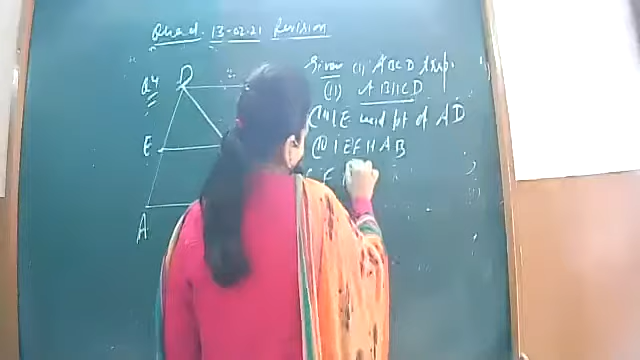 Quad. 13-02-21 Revision
Q4
Given (i) ABCD trap.
(ii) AB||CD
(iii) E mid pt of AD
(iv) EF || AB
D
E
A
F